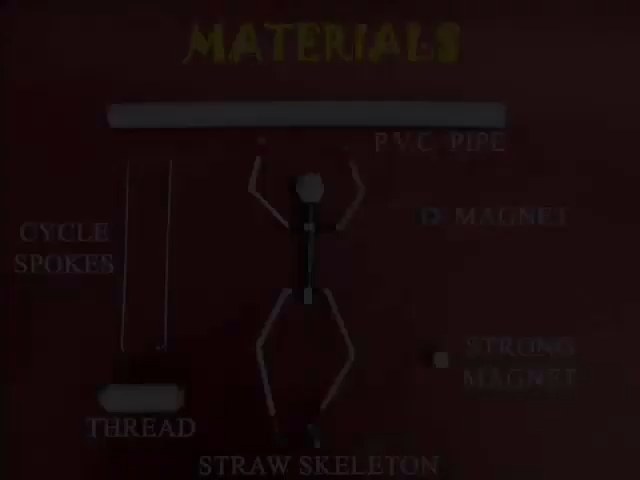 MATERIALS
P.V.C PIPE
MAGNET
CYCLE
SPOKES
STRONG
MAGNET
THREAD
STRAW SKELETON